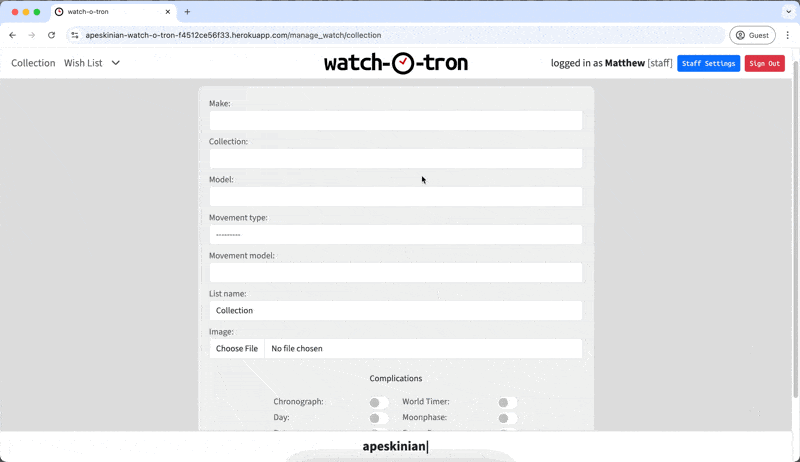 watch-o-tron
apeskinian-watch-o-tron-f4512ce56f33.herokuapp.com/manage_watch/collection
Guest
Collection Wish List watch-O-tron logged in as Matthew [staff] Staff Settings Sign Out
Make:
Collection:
Model:
Movement type:
---------
Movement model:
List name:
Collection
Image:
Choose File No file chosen
Complications
Chronograph: World Timer:
Day: Moonphase:
apeskinian